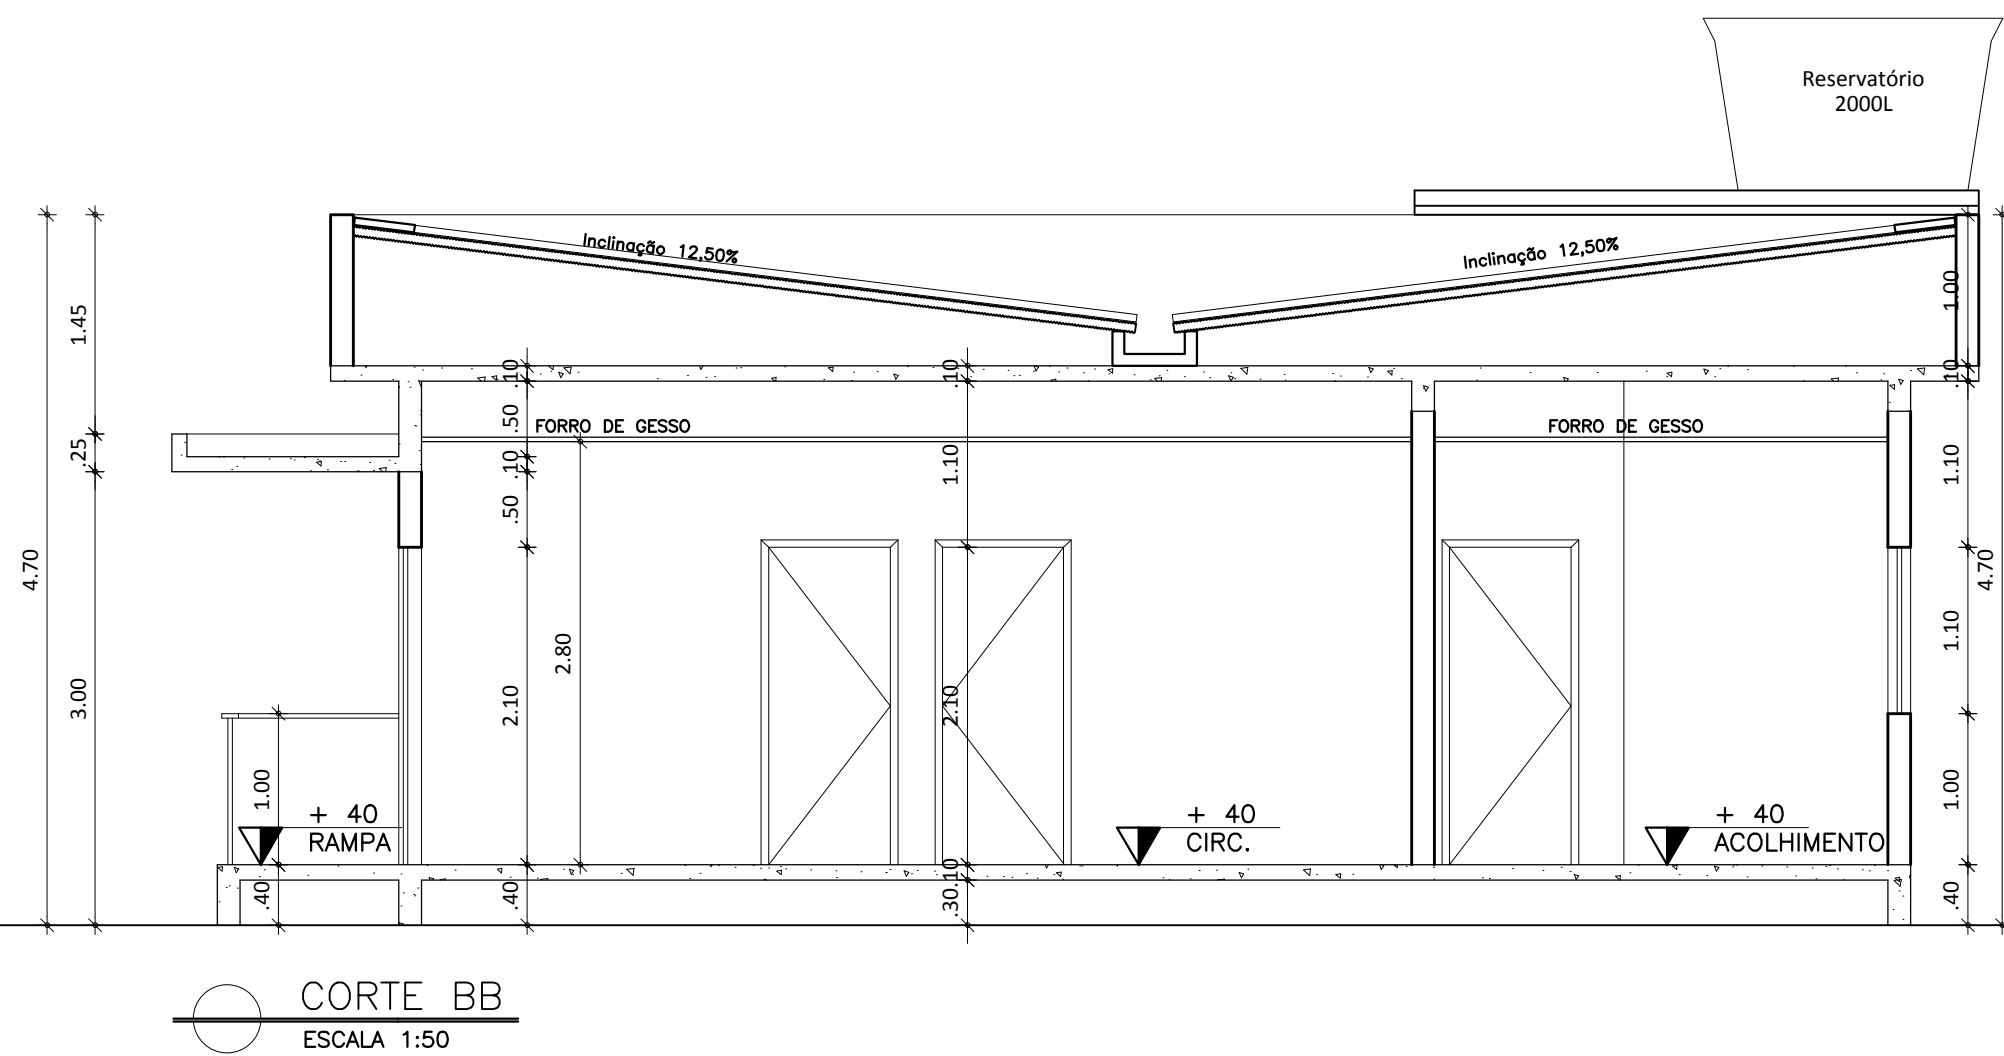 Reservatório
2000L
Inclinação 12,50%
Inclinação 12,50%
1.00
1.45
.10
.10
.10
.50
FORRO DE GESSO
FORRO DE GESSO
.25
.10
1.10
1.10
.50
4.70
4.70
2.80
1.10
3.00
2.10
2.10
1.00
1.00
+ 40
RAMPA
+ 40
CIRC.
+ 40
ACOLHIMENTO
.40
.40
.10
.30
.40
CORTE BB
ESCALA 1:50